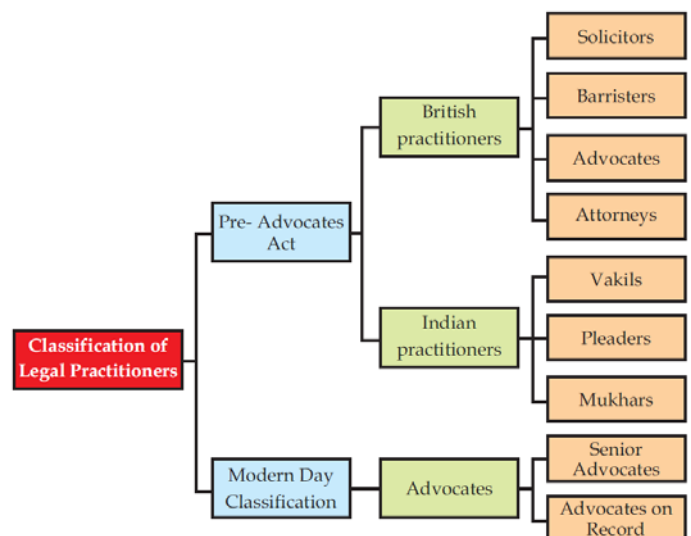 Classification of
Legal Practitioners
Pre- Advocates
Act
British
practitioners
Solicitors
Barristers
Advocates
Attorneys
Indian
practitioners
Vakils
Pleaders
Mukhars
Modern Day
Classification
Advocates
Senior
Advocates
Advocates on
Record